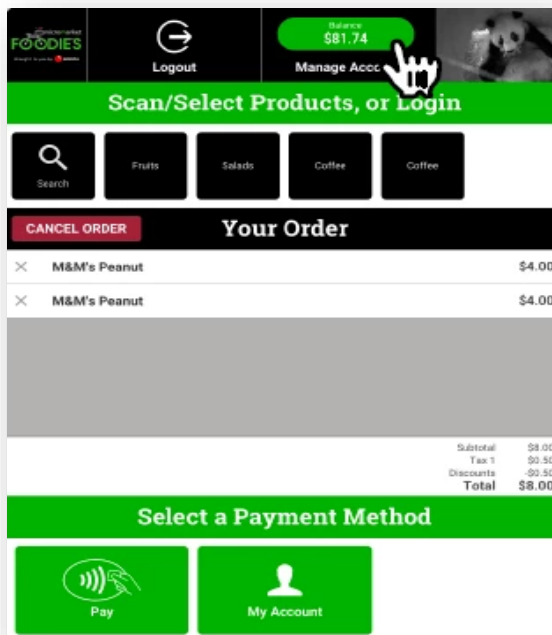 micromarket
FOODIES
Logout
Balance
$81.74
Manage Acc
Scan/Select Products, or Login
Search
Fruits
Salads
Coffee
Coffee
CANCEL ORDER
Your Order
M&M's Peanut $4.00
M&M's Peanut $4.00
Subtotal $8.00
Tax 1 $0.50
Discounts -$0.50
Total $8.00
Select a Payment Method
Pay
My Account